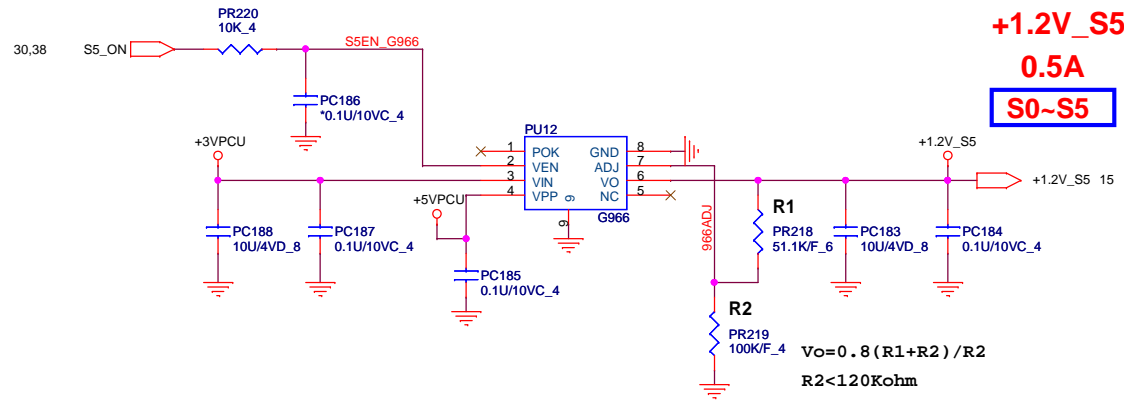 PR220
10K_4
30,38
S5_ON
S5EN_G966
+1.2V_S5
0.5A
S0~S5
PC186
*0.1U/10VC_4
+3VPCU
PU12
1
POK
GND
8
2
VEN
ADJ
7
3
VIN
VO
6
4
VPP
NC
5
9
9
G966
+1.2V_S5
+1.2V_S5 15
+5VPCU
PC188
10U/4VD_8
PC187
0.1U/10VC_4
PC185
0.1U/10VC_4
966ADJ
R1
PR218
51.1K/F_6
PC183
10U/4VD_8
PC184
0.1U/10VC_4
R2
PR219
100K/F_4
Vo=0.8(R1+R2)/R2
R2<120Kohm